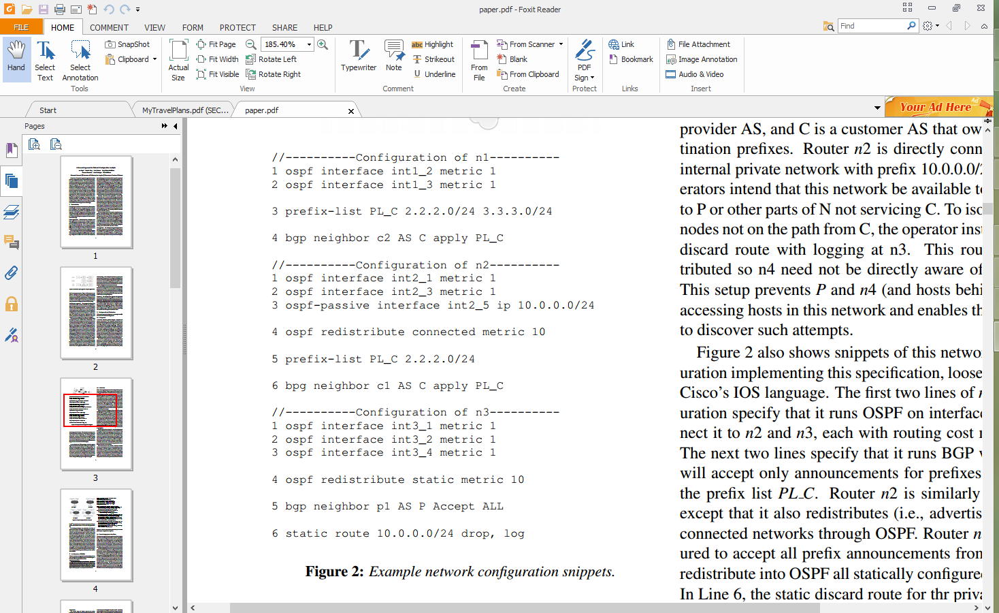 paper.pdf - Foxit Reader
FILE
HOME
COMMENT
VIEW
FORM
PROTECT
SHARE
HELP
Find
Hand
Select
Text
Select
Annotation
SnapShot
Clipboard
Tools
Actual
Size
Fit Page
Fit Width
Fit Visible
185.40%
Rotate Left
Rotate Right
View
Typewriter
Note
abc Highlight
T Strikeout
U Underline
Comment
From
File
From Scanner
Blank
From Clipboard
Create
PDF
Sign
Protect
Link
Bookmark
Links
File Attachment
Image Annotation
Audio & Video
Insert
Start
MyTravelPlans.pdf (SEC...
paper.pdf
Your Ad Here
Ad
Pages
1
2
3
4
//----------Configuration of n1----------
1 ospf interface int1_2 metric 1
2 ospf interface int1_3 metric 1
3 prefix-list PL_C 2.2.2.0/24 3.3.3.0/24
4 bgp neighbor c2 AS C apply PL_C
//----------Configuration of n2----------
1 ospf interface int2_1 metric 1
2 ospf interface int2_3 metric 1
3 ospf-passive interface int2_5 ip 10.0.0.0/24
4 ospf redistribute connected metric 10
5 prefix-list PL_C 2.2.2.0/24
6 bpg neighbor c1 AS C apply PL_C
//----------Configuration of n3----------
1 ospf interface int3_1 metric 1
2 ospf interface int3_2 metric 1
3 ospf interface int3_4 metric 1
4 ospf redistribute static metric 10
5 bgp neighbor p1 AS P Accept ALL
6 static route 10.0.0.0/24 drop, log
Figure 2: Example network configuration snippets.
provider AS, and C is a customer AS that ow
tination prefixes. Router n2 is directly conn
internal private network with prefix 10.0.0.0/
erators intend that this network be available t
to P or other parts of N not servicing C. To iso
nodes not on the path from C, the operator ins
discard route with logging at n3. This rou
tributed so n4 need not be directly aware of
This setup prevents P and n4 (and hosts behi
accessing hosts in this network and enables th
to discover such attempts.
Figure 2 also shows snippets of this netwo
uration implementing this specification, loose
Cisco's IOS language. The first two lines of
uration specify that it runs OSPF on interfac
nect it to n2 and n3, each with routing cost
The next two lines specify that it runs BGP
will accept only announcements for prefixes
the prefix list PL_C. Router n2 is similarly
except that it also redistributes (i.e., advertis
connected networks through OSPF. Router n
ured to accept all prefix announcements from
redistribute into OSPF all statically configure
In Line 6, the static discard route for thr priva